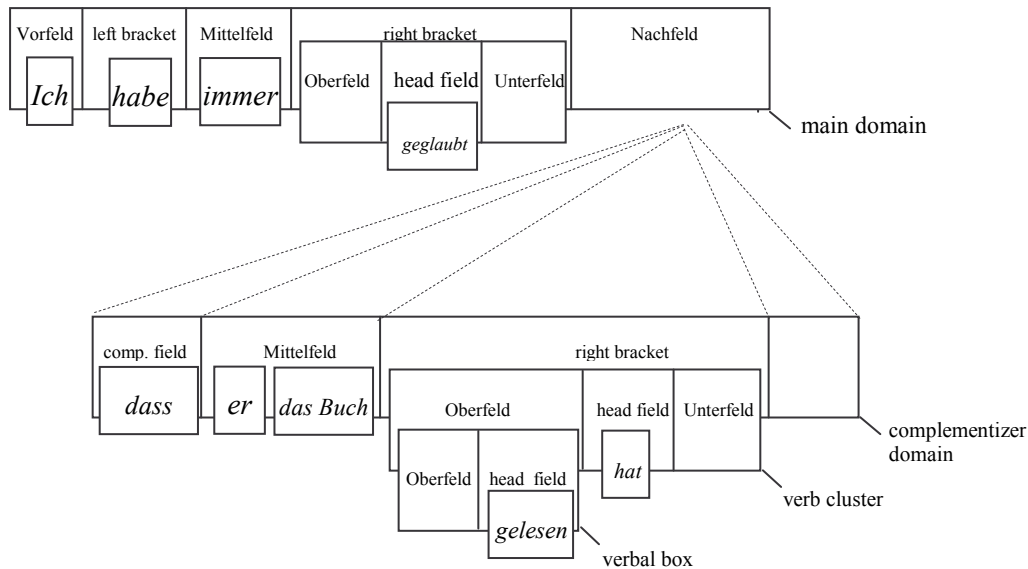 Vorfeld left bracket Mittelfeld right bracket Nachfeld
Oberfeld head field Unterfeld
Ich habe immer
geglaubt
main domain
comp. field Mittelfeld right bracket
dass er das Buch
Oberfeld head field Unterfeld
complementizer
domain
hat
Oberfeld head field
verb cluster
gelesen
verbal box